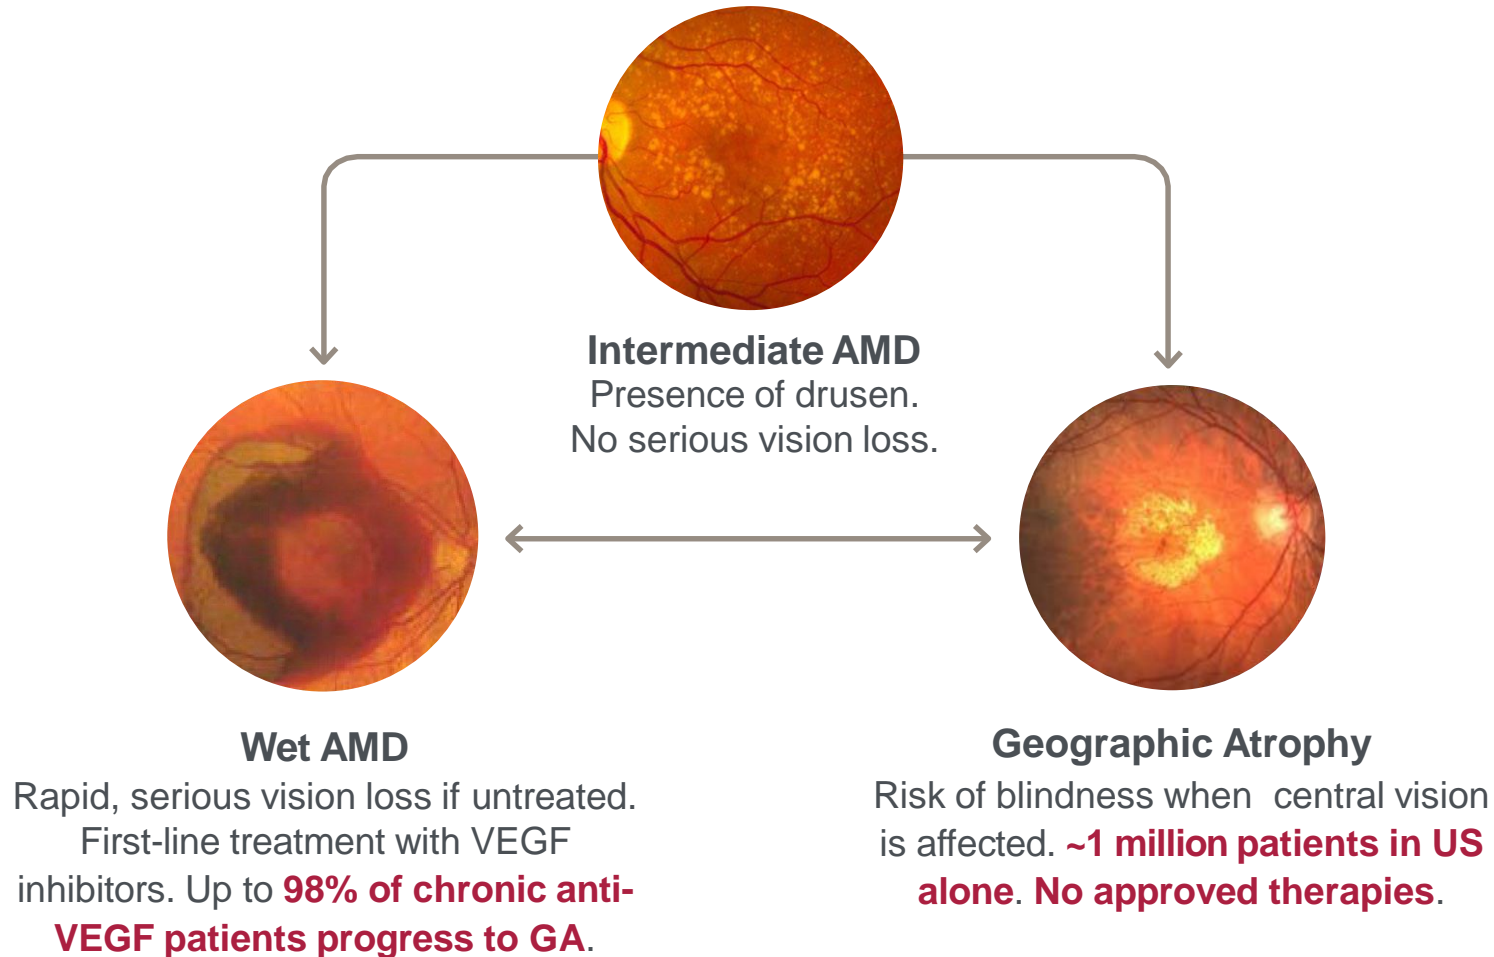 Intermediate AMD
Presence of drusen.
No serious vision loss.
Wet AMD
Rapid, serious vision loss if untreated.
First-line treatment with VEGF
inhibitors. Up to 98% of chronic anti-
VEGF patients progress to GA.
Geographic Atrophy
Risk of blindness when central vision
is affected. ~1 million patients in US
alone. No approved therapies.